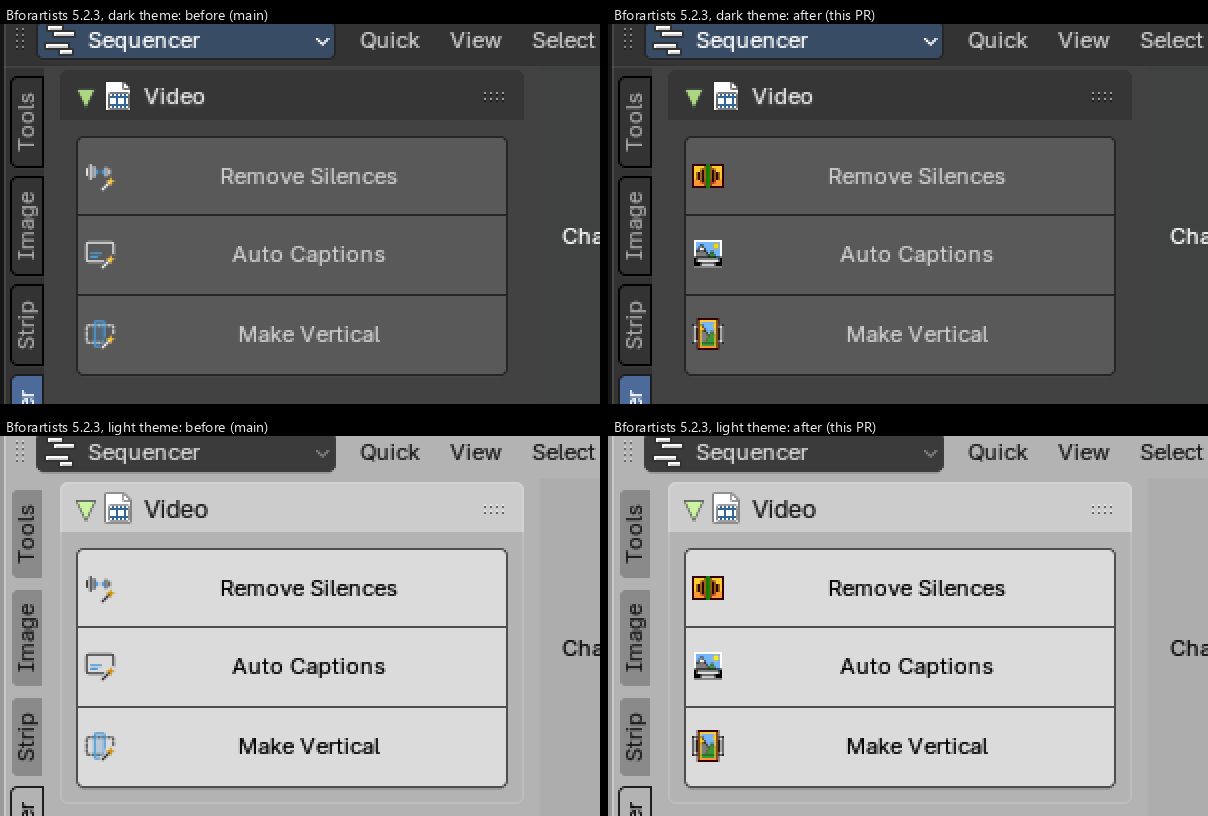 Bforartists 5.2.3, dark theme: before (main)
Sequencer Quick View Select
Video
Tools
Image
Strip
er
Remove Silences
Auto Captions
Make Vertical
Cha
Bforartists 5.2.3, dark theme: after (this PR)
Sequencer Quick View Select
Video
Tools
Image
Strip
er
Remove Silences
Auto Captions
Make Vertical
Cha
Bforartists 5.2.3, light theme: before (main)
Sequencer Quick View Select
Video
Tools
Image
Strip
er
Remove Silences
Auto Captions
Make Vertical
Cha
Bforartists 5.2.3, light theme: after (this PR)
Sequencer Quick View Select
Video
Tools
Image
Strip
er
Remove Silences
Auto Captions
Make Vertical
Cha